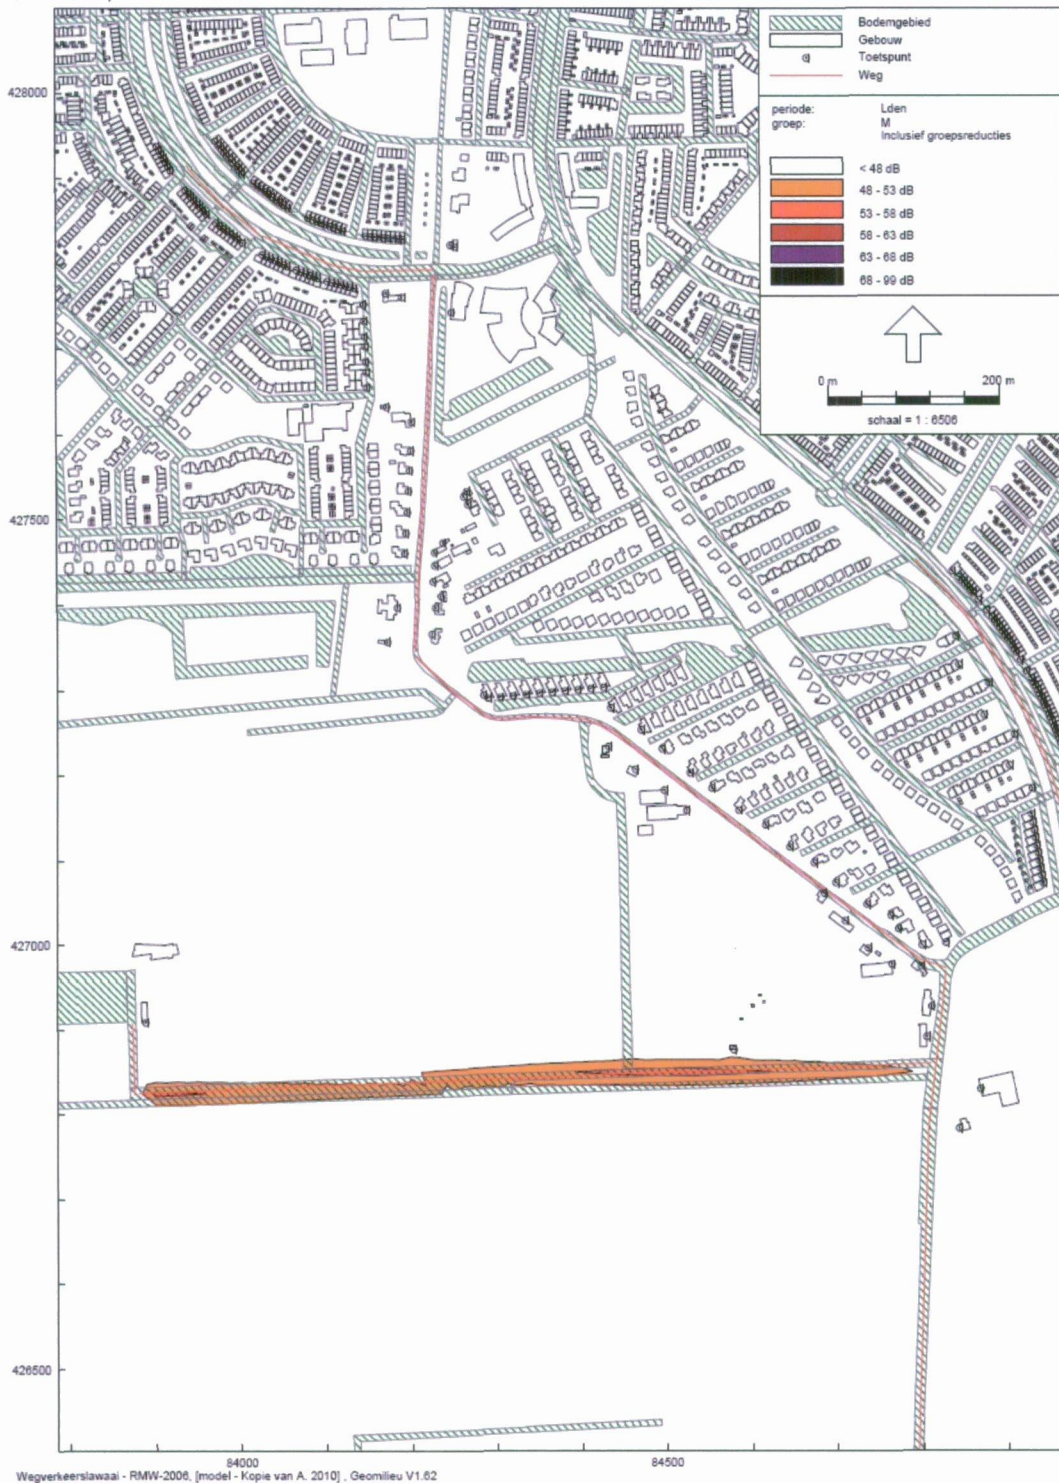 Bodemgebied
Gebouw
Toetspunt
Weg
periode: Lden
groep: M
Inclusief groepsreducties
< 48 dB
48 - 53 dB
53 - 58 dB
58 - 63 dB
63 - 68 dB
68 - 99 dB
0 m 200 m
schaal = 1 : 6506
428000
427500
427000
426500
84000 84500
Wegverkeerslawaai - RMW-2006, [model - Kopie van A. 2010] , Geomilieu V1.62